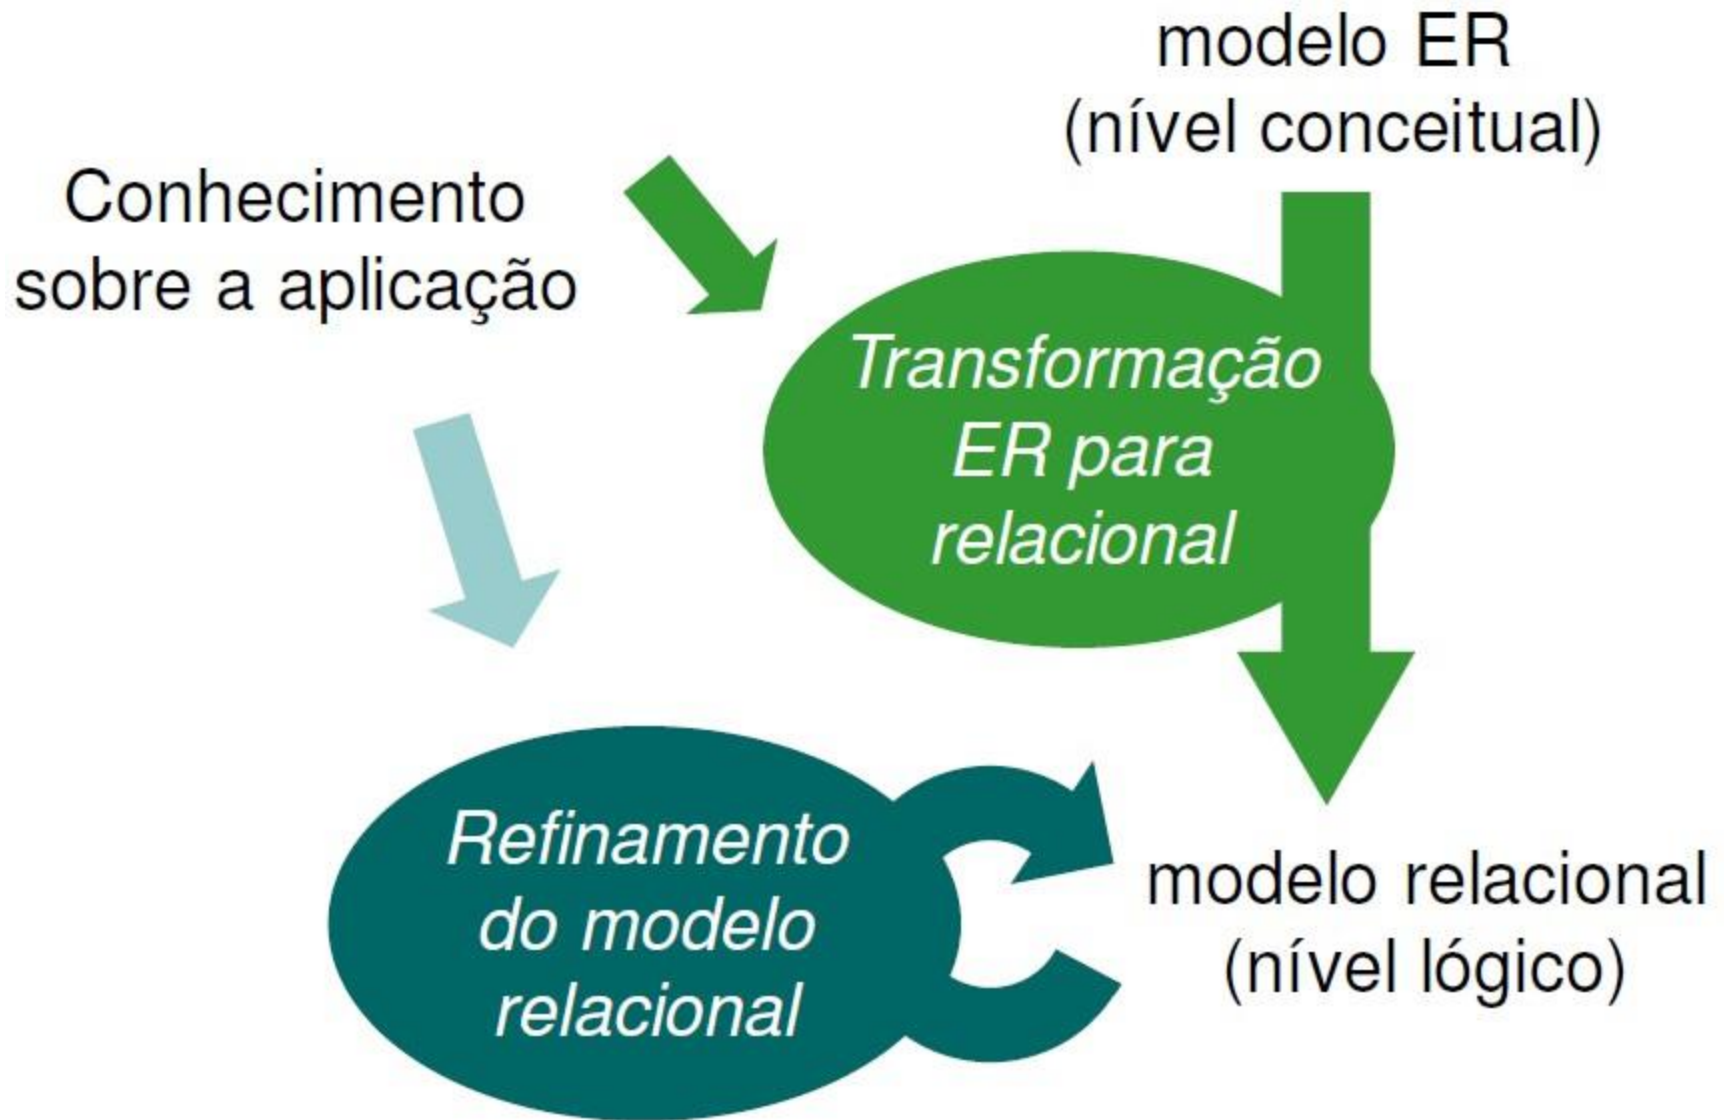 modelo ER
(nível conceitual)
Conhecimento
sobre a aplicação
Transformação
ER para
relacional
Refinamento
do modelo
relacional
modelo relacional
(nível lógico)